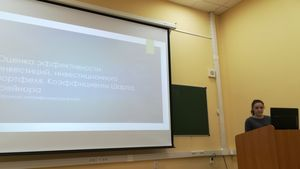 Оценка эффективности
инвестиций, инвестиционного
портфеля. Коэффициенты Шарпа,
Трейнора